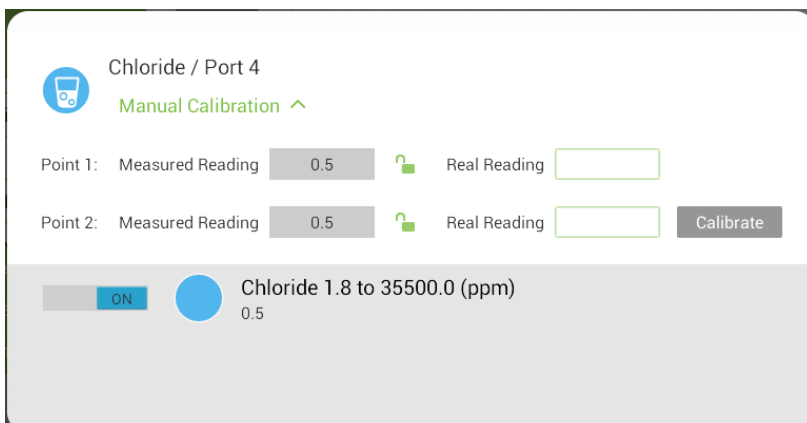 Chloride / Port 4
Manual Calibration
Point 1: Measured Reading 0.5 Real Reading
Point 2: Measured Reading 0.5 Real Reading Calibrate
ON Chloride 1.8 to 35500.0 (ppm)
0.5